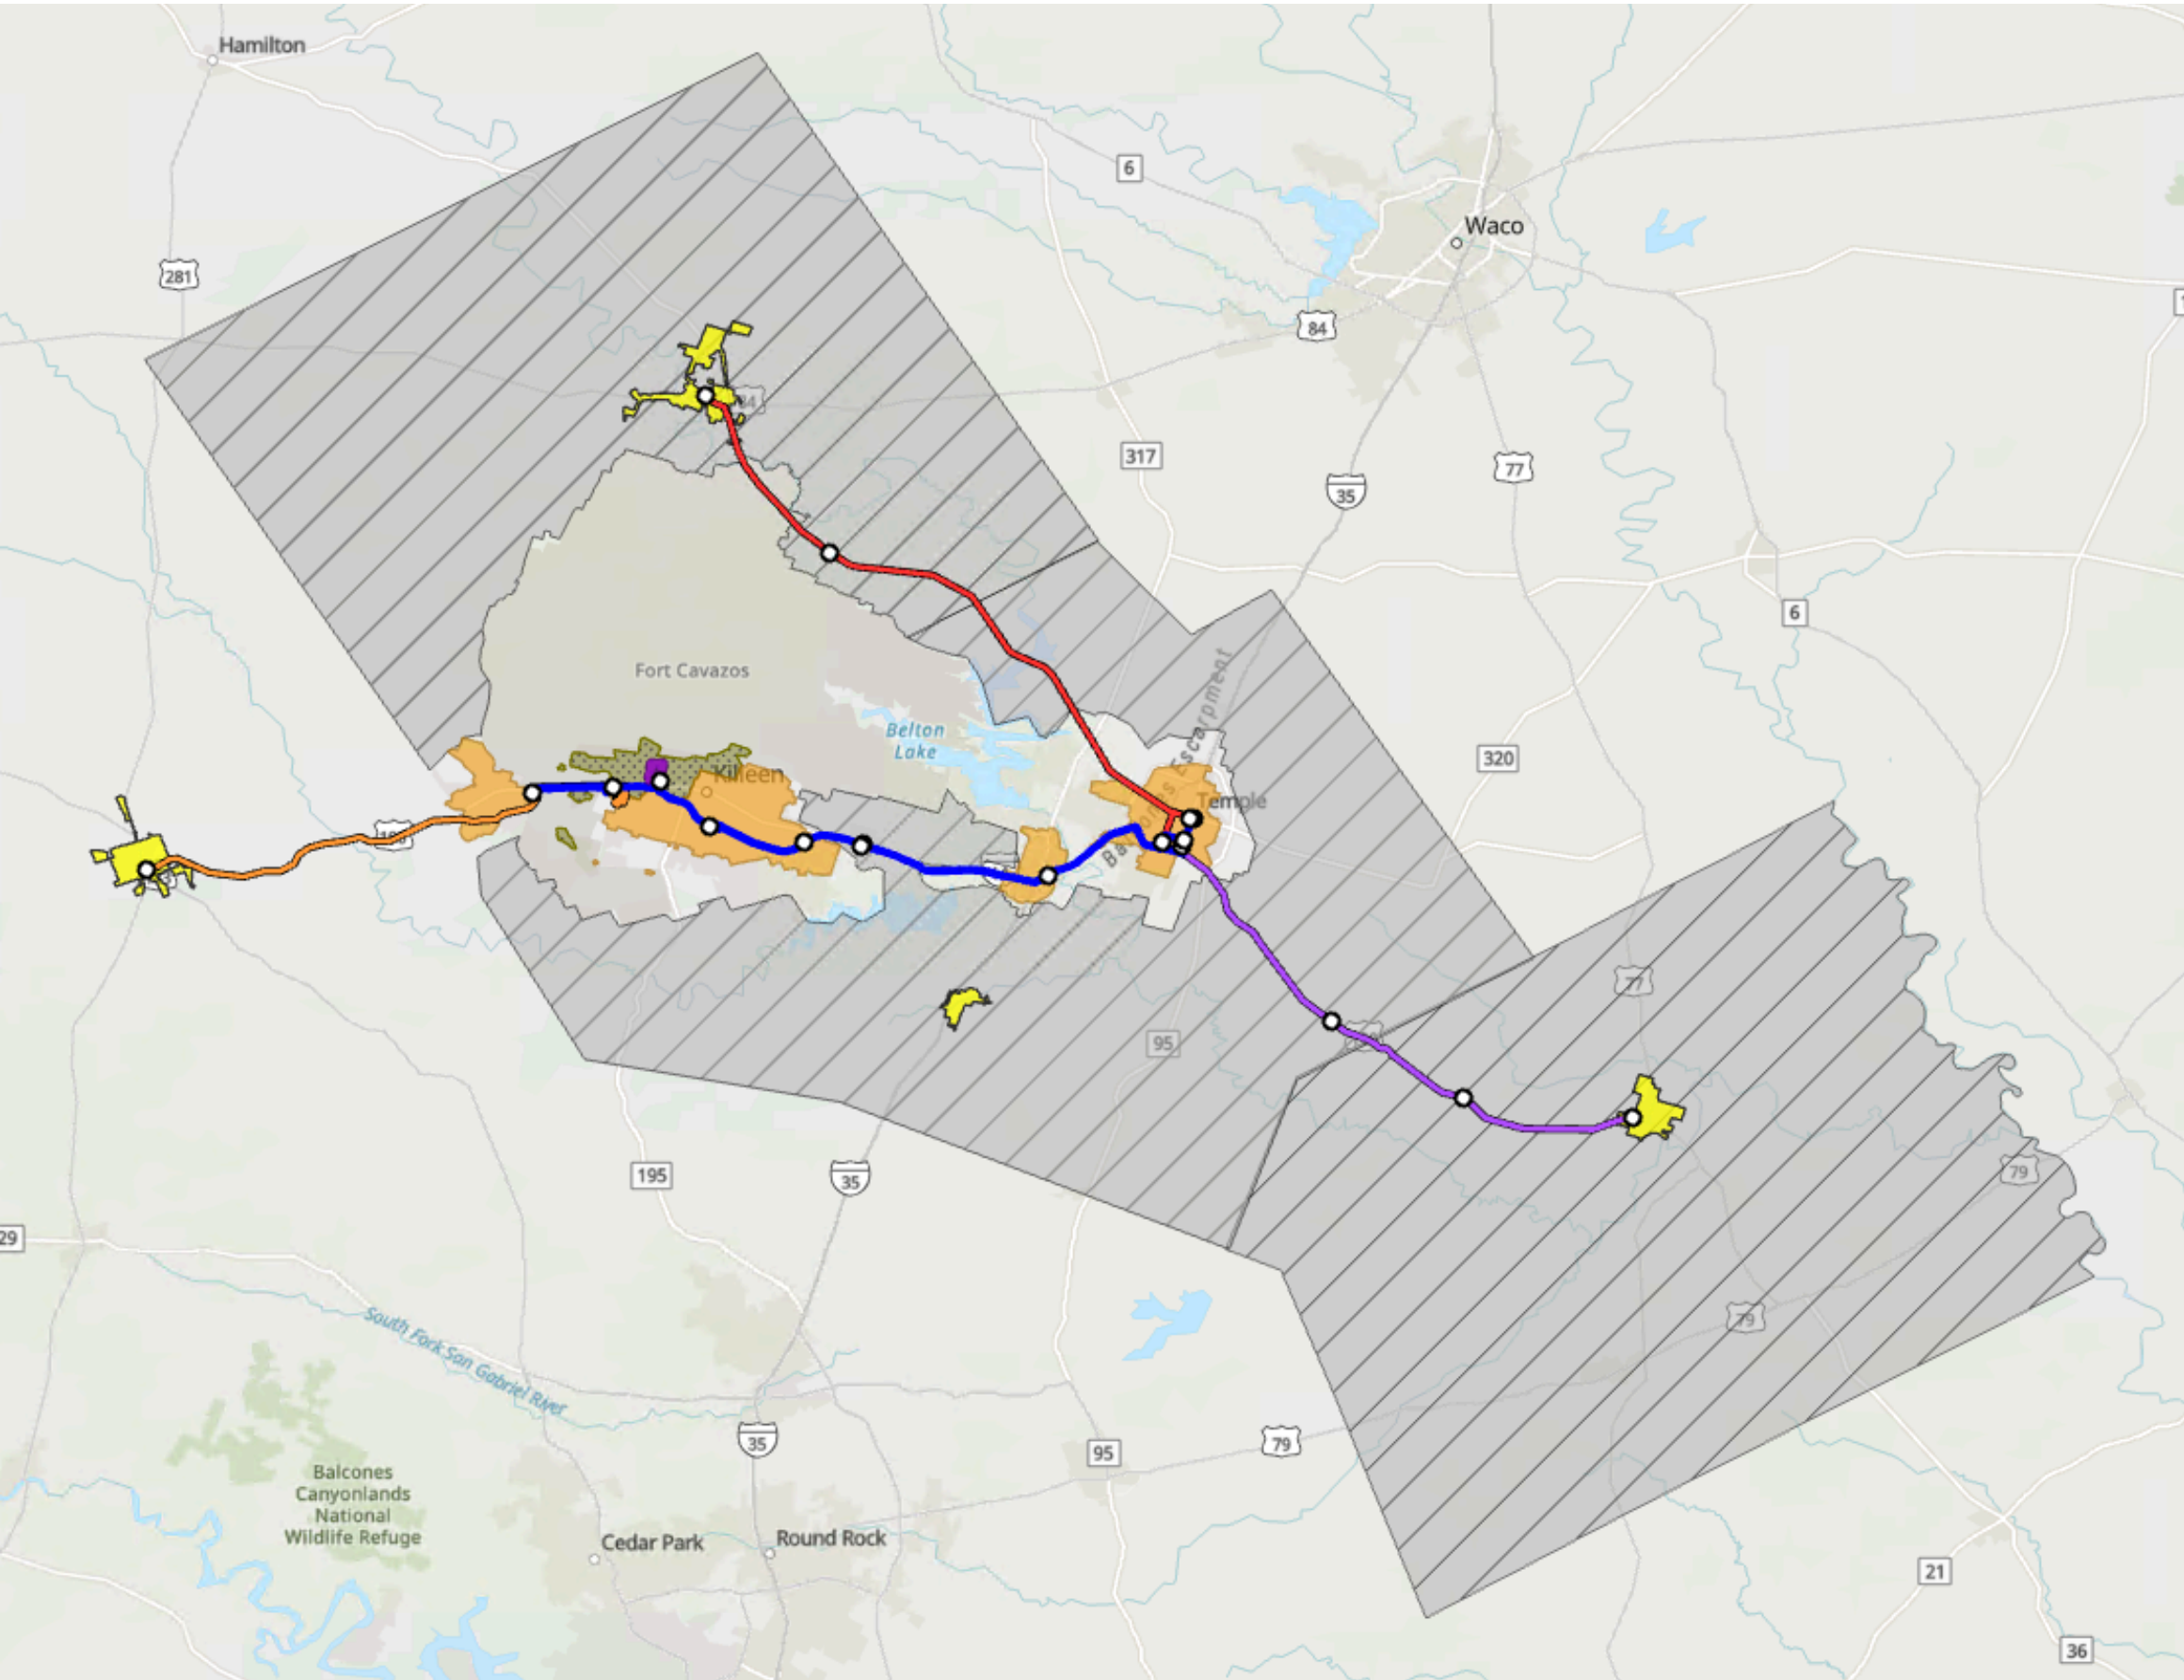 Hamilton
6
Waco
281
84
84
317
77
35
6
Fort Cavazos
Belton
Lake
Balcones Escarpment
320
Killeen
Temple
77
95
195
35
79
29
79
South Fork San Gabriel River
35
79
95
Balcones
Canyonlands
National
Wildlife Refuge
Cedar Park
Round Rock
21
36